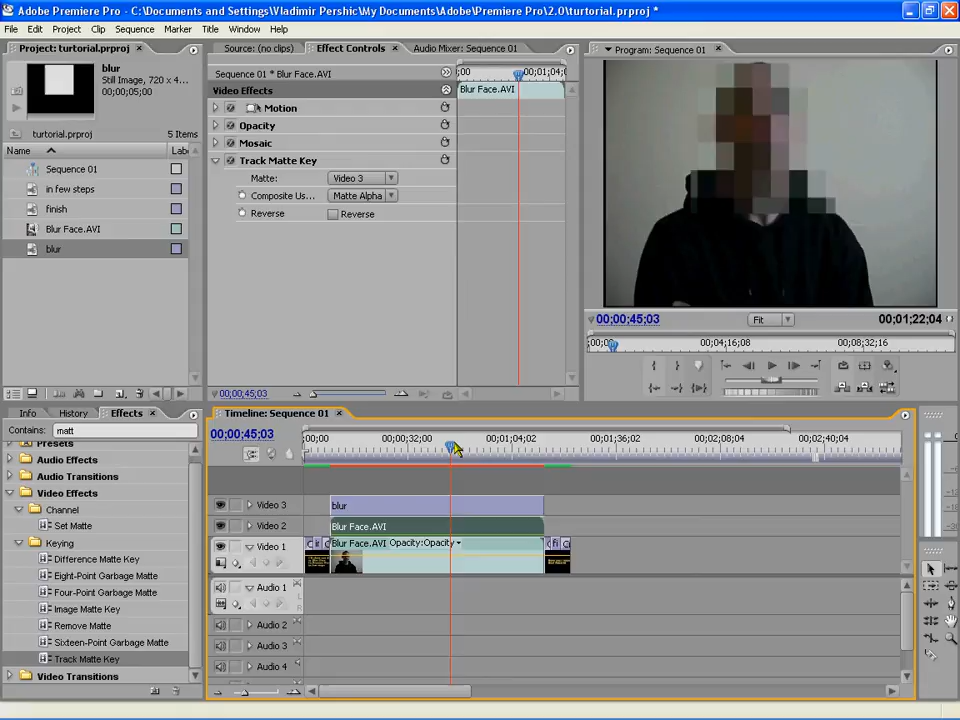 Adobe Premiere Pro - C:\Documents and Settings\Vladimir Pershic\My Documents\Adobe\Premiere Pro\2.0\turtorial.prproj *
File Edit Project Clip Sequence Marker Title Window Help
Project: turtorial.prproj
blur
Still Image, 720 x 4...
00;00;05;00
turtorial.prproj 5 Items
Name Lab
Sequence 01
in few steps
finish
Blur Face.AVI
blur
Source: (no clips) Effect Controls Audio Mixer: Sequence 01
Sequence 01 * Blur Face.AVI
;00 00;01;04;0
Video Effects Blur Face.AVI
Motion
Opacity
Mosaic
Track Matte Key
Matte: Video 3
Composite Us... Matte Alpha
Reverse Reverse
00;00;45;03
Program: Sequence 01
00;00;45;03 Fit 00;01;22;04
00;00 00;04;16;08 00;08;32;16
Info History Effects
Contains: matt
Presets
Audio Effects
Audio Transitions
Video Effects
Channel
Set Matte
Keying
Difference Matte Key
Eight-Point Garbage Matte
Four-Point Garbage Matte
Image Matte Key
Remove Matte
Sixteen-Point Garbage Matte
Track Matte Key
Video Transitions
Timeline: Sequence 01
00;00;45;03
;00;00 00;00;32;00 00;01;04;02 00;01;36;02 00;02;08;04 00;02;40;04
Video 3 blur
Video 2 Blur Face.AVI
Video 1 Blur Face.AVI Opacity:Opacity
Audio 1
Audio 2
Audio 3
Audio 4